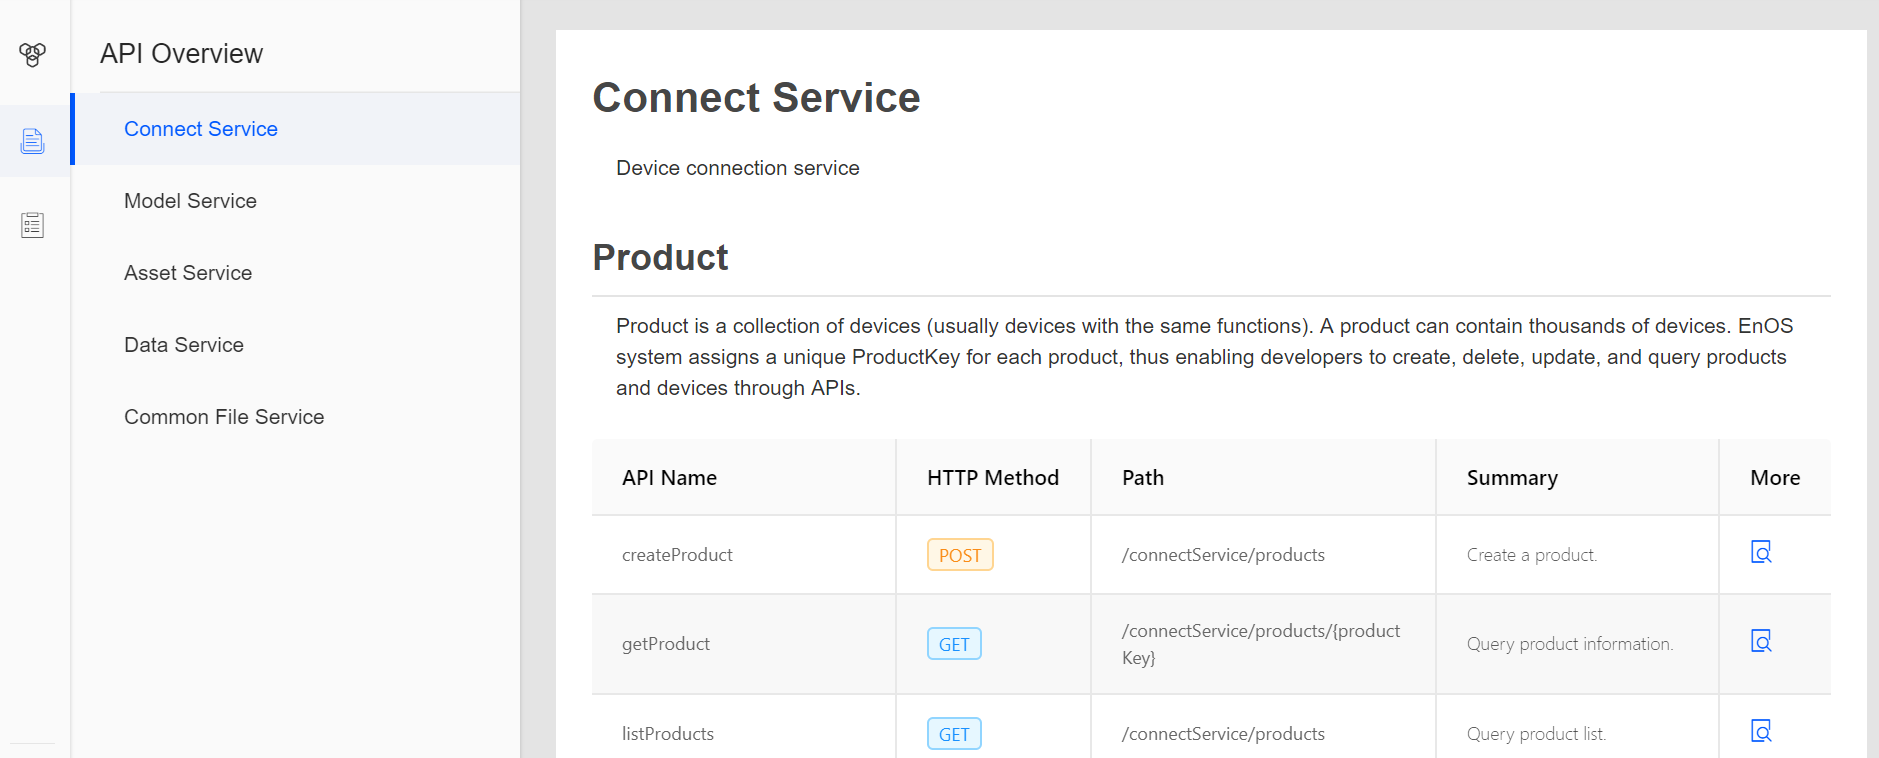 API Overview
Connect Service
Model Service
Asset Service
Data Service
Common File Service
Connect Service
Device connection service
Product
Product is a collection of devices (usually devices with the same functions). A product can contain thousands of devices. EnOS
system assigns a unique ProductKey for each product, thus enabling developers to create, delete, update, and query products
and devices through APIs.
API Name HTTP Method Path Summary More
createProduct POST /connectService/products Create a product.
getProduct GET /connectService/products/{product
Key} Query product information.
listProducts GET /connectService/products Query product list.